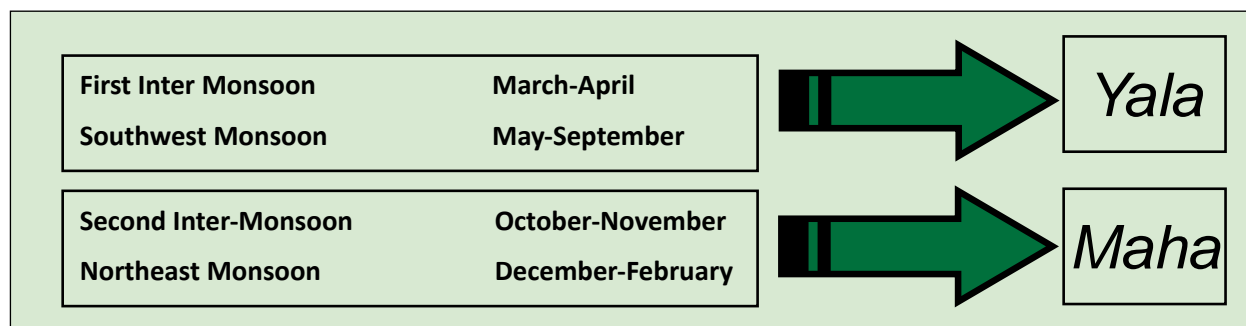 First Inter Monsoon March-April
Southwest Monsoon May-September
Yala
Second Inter-Monsoon October-November
Northeast Monsoon December-February
Maha